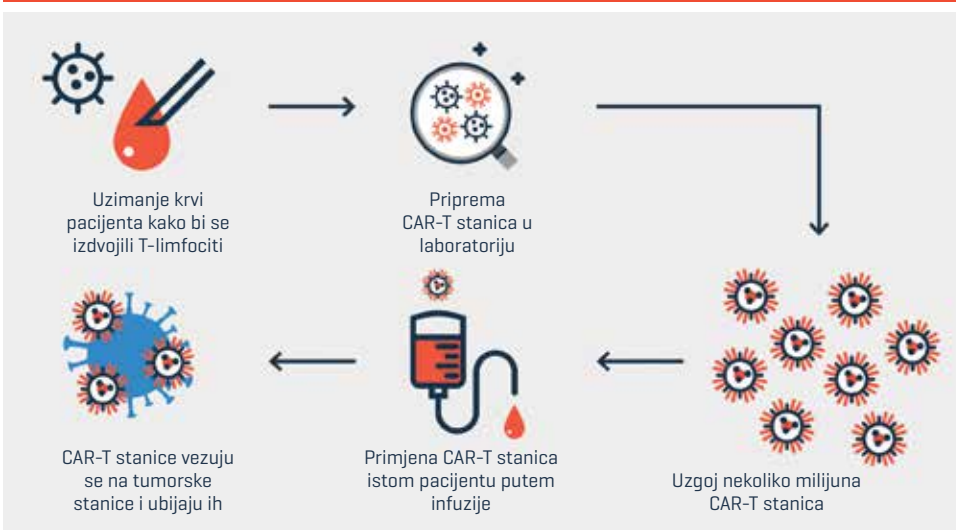 Uzimanje krvi
pacijenta kako bi se
izdvojili T-limfociti
Priprema
CAR-T stanica u
laboratoriju
Uzgoj nekoliko milijuna
CAR-T stanica
Primjena CAR-T stanica
istom pacijentu putem
infuzije
CAR-T stanice vezuju
se na tumorske
stanice i ubijaju ih